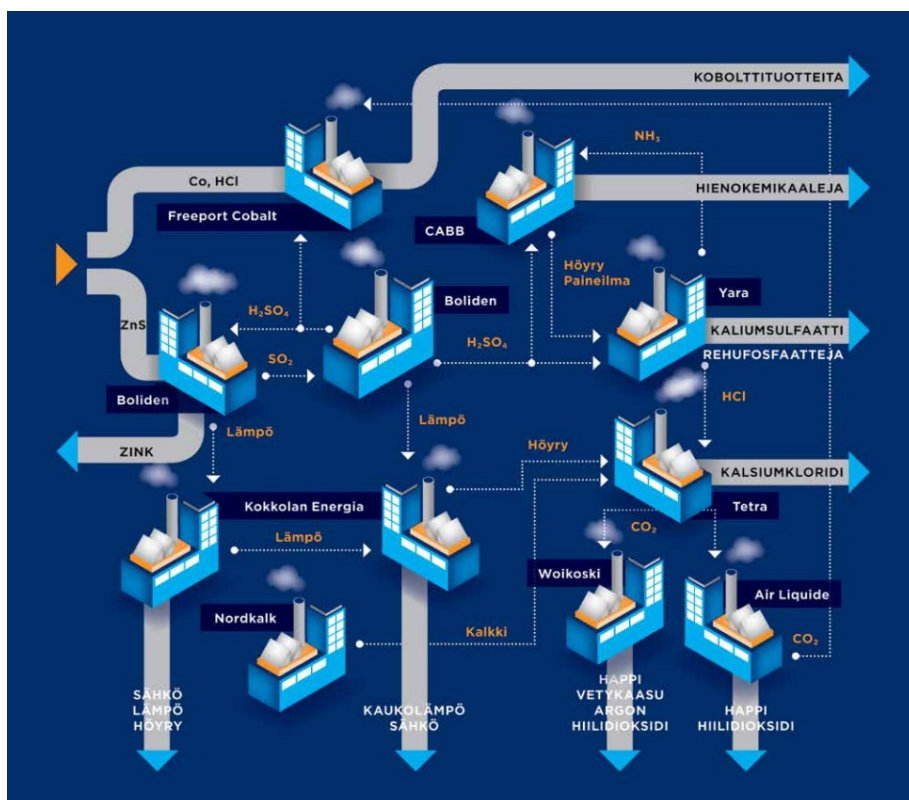 KOBOLTTITUOTTEITA
NH₃
Co, HCl
HIENOKEMIKAALEJA
Freeport Cobalt
CABB
Höyry
Paineilma
Boliden
Yara
H₂SO₄
ZnS
KALIUMSULFAATTI
H₂SO₄
SO₂
REHUFOSFAATTEJA
Boliden
HCl
Lämpö
Lämpö
ZINK
Höyry
KALSIUMKLORIDI
Kokkolan Energia
Tetra
CO₂
Lämpö
Woikoski
Air Liquide
Nordkalk
Kalkki
CO₂
SÄHKÖ
LÄMPÖ
HÖYRY
KAUKOLÄMPÖ
SÄHKÖ
HAPPI
VETYKAASU
ARGON
HIILIDIOKSIDI
HAPPI
HIILIDIOKSIDI